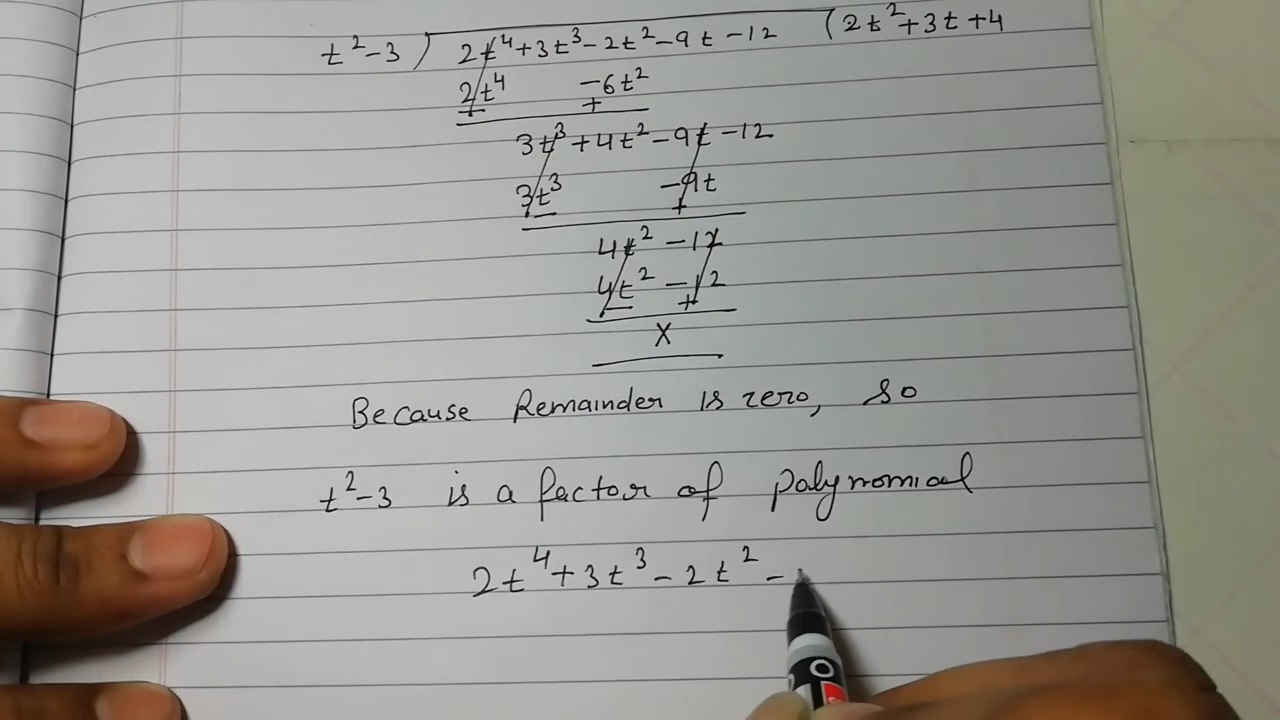 t²-3 ) 2t⁴+3t³-2t²-9t-12 ( 2t²+3t+4
2t⁴ -6t²
- +
3t³+4t²-9t-12
3t³ -9t
- +
4t²-12
4t²-12
- +
X
Because Remainder is zero, so
t²-3 is a factor of polynomial
2t⁴+3t³-2t²-